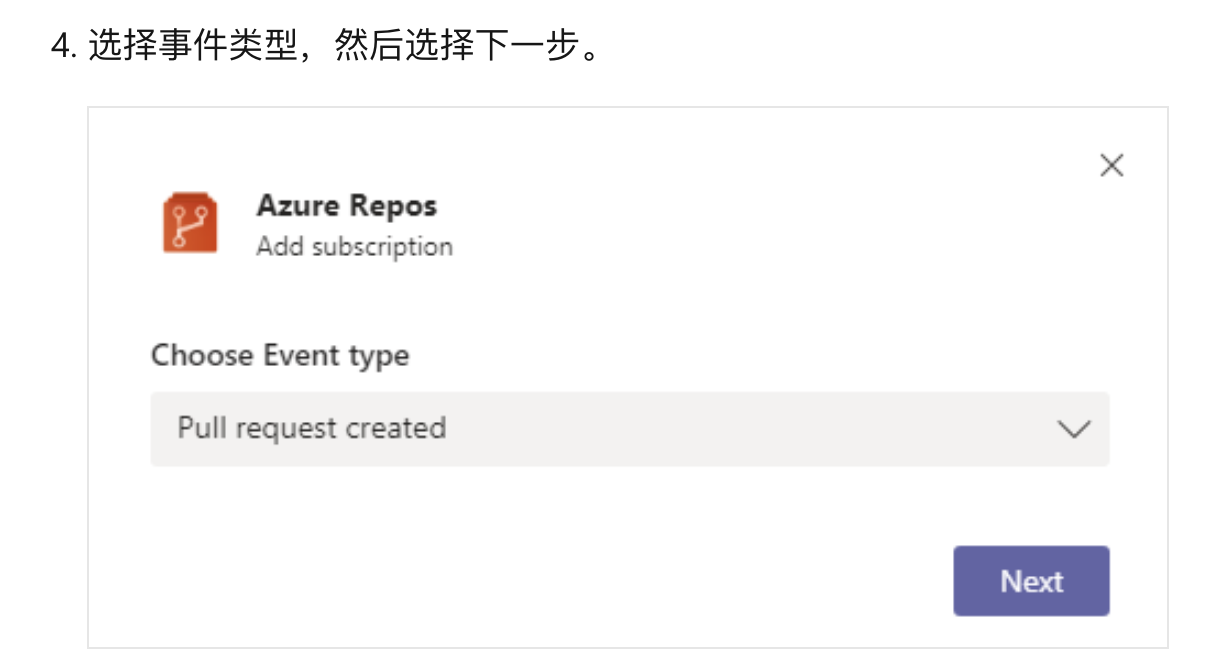 4. 选择事件类型，然后选择下一步。
Azure Repos
Add subscription
Choose Event type
Pull request created
Next